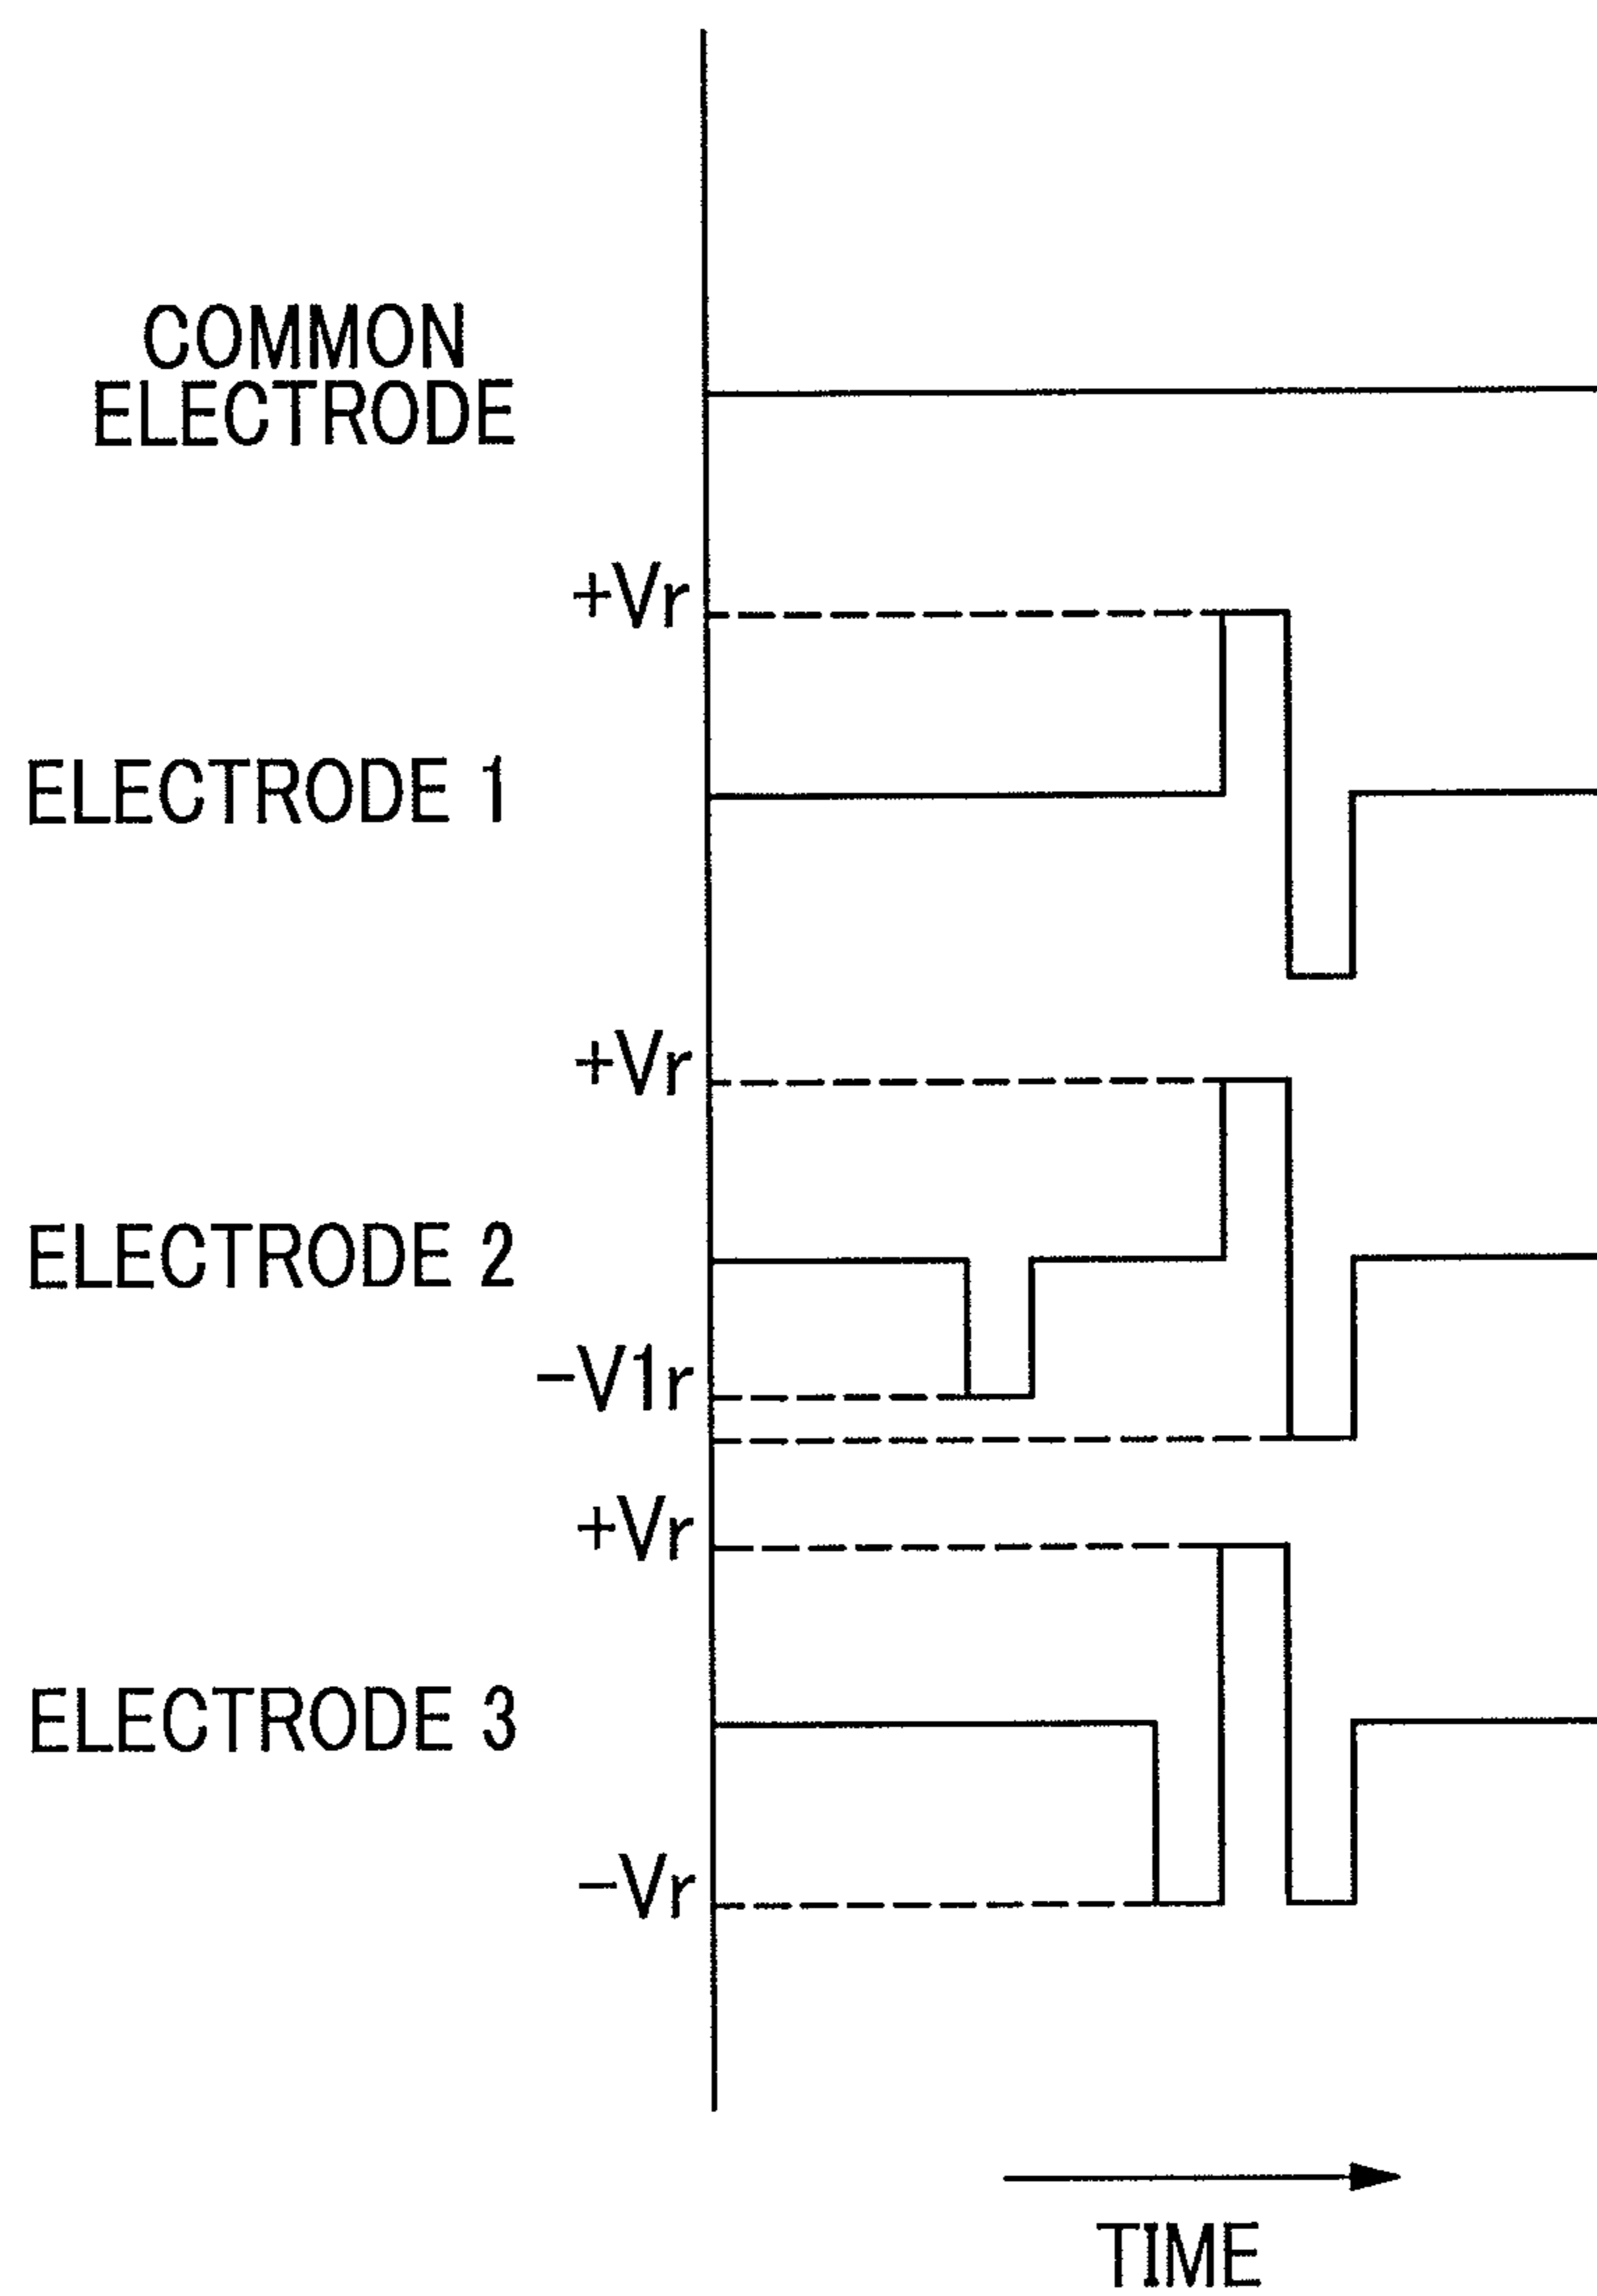 COMMON
ELECTRODE
+Vr
ELECTRODE 1
+Vr
ELECTRODE 2
-V1r
+Vr
ELECTRODE 3
-Vr
TIME